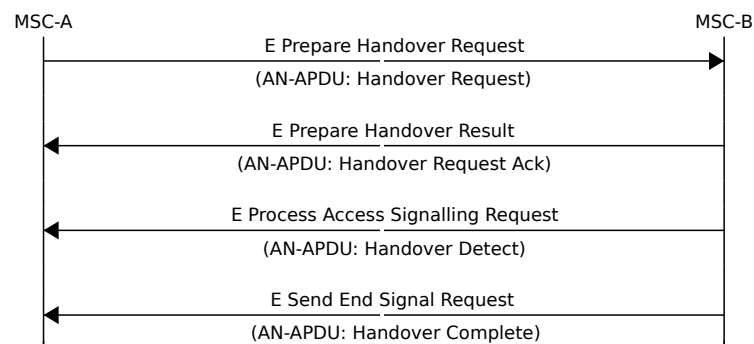 MSC-A MSC-B
E Prepare Handover Request
(AN-APDU: Handover Request)
E Prepare Handover Result
(AN-APDU: Handover Request Ack)
E Process Access Signalling Request
(AN-APDU: Handover Detect)
E Send End Signal Request
(AN-APDU: Handover Complete)